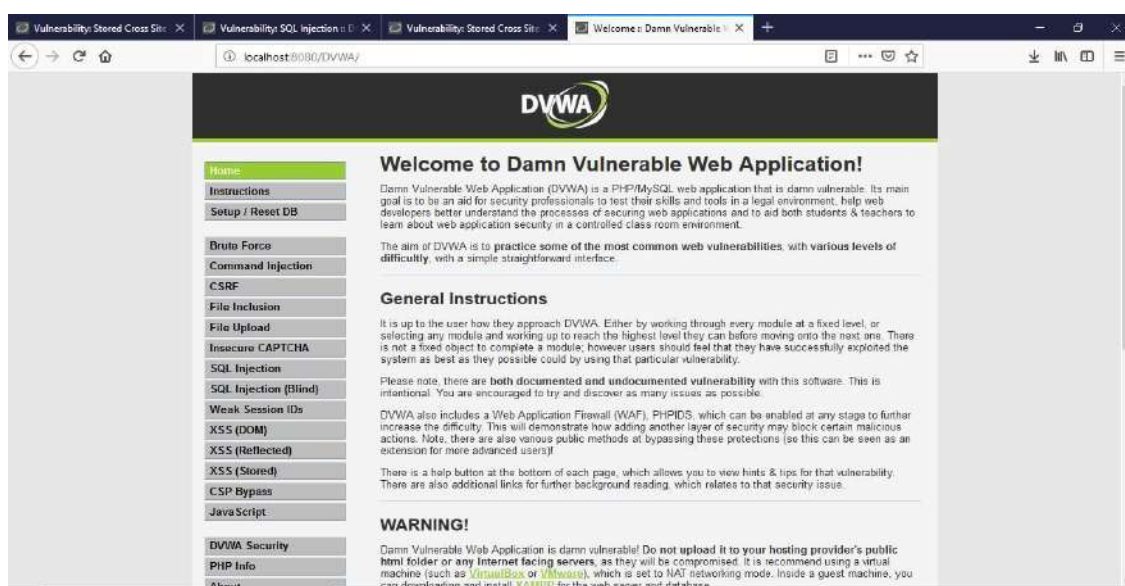 Vulnerability: Stored Cross Site
Vulnerability: SQL Injection :: D
Vulnerability: Stored Cross Site
Welcome :: Damn Vulnerable
localhost:8080/DVWA/
DVWA
Home
Instructions
Setup / Reset DB
Brute Force
Command Injection
CSRF
File Inclusion
File Upload
Insecure CAPTCHA
SQL Injection
SQL Injection (Blind)
Weak Session IDs
XSS (DOM)
XSS (Reflected)
XSS (Stored)
CSP Bypass
JavaScript
DVWA Security
PHP Info
About
Welcome to Damn Vulnerable Web Application!
Damn Vulnerable Web Application (DVWA) is a PHP/MySQL web application that is damn vulnerable. Its main
goal is to be an aid for security professionals to test their skills and tools in a legal environment, help web
developers better understand the processes of securing web applications and to aid both students & teachers to
learn about web application security in a controlled class room environment.
The aim of DVWA is to practice some of the most common web vulnerabilities, with various levels of
difficultly, with a simple straightforward interface.
General Instructions
It is up to the user how they approach DVWA. Either by working through every module at a fixed level, or
selecting any module and working up to reach the highest level they can before moving onto the next one. There
is not a fixed object to complete a module; however users should feel that they have successfully exploited the
system as best as they possible could by using that particular vulnerability.
Please note, there are both documented and undocumented vulnerability with this software. This is
intentional. You are encouraged to try and discover as many issues as possible.
DVWA also includes a Web Application Firewall (WAF), PHPIDS, which can be enabled at any stage to further
increase the difficulty. This will demonstrate how adding another layer of security may block certain malicious
actions. Note, there are also various public methods at bypassing these protections (so this can be seen as an
extension for more advanced users)!
There is a help button at the bottom of each page, which allows you to view hints & tips for that vulnerability.
There are also additional links for further background reading, which relates to that security issue.
WARNING!
Damn Vulnerable Web Application is damn vulnerable! Do not upload it to your hosting provider's public
html folder or any Internet facing servers, as they will be compromised. It is recommend using a virtual
machine (such as VirtualBox or VMware), which is set to NAT networking mode. Inside a guest machine, you
can downloading and install XAMPP for the web server and database.